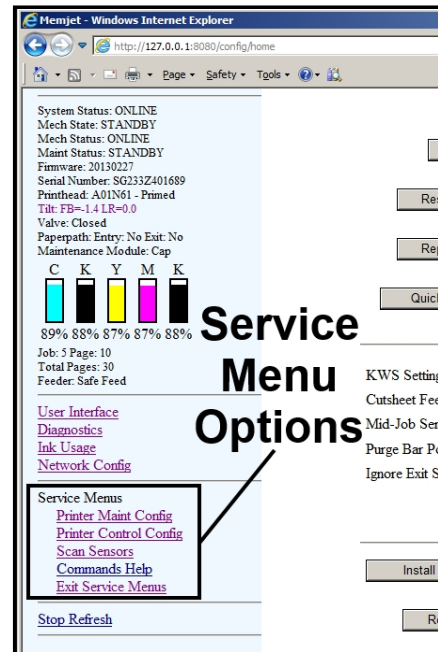 Memjet - Windows Internet Explorer
http://127.0.0.1:8080/config/home
Page Safety Tools
System Status: ONLINE
Mech State: STANDBY
Mech Status: ONLINE
Maint Status: STANDBY
Firmware: 20130227
Serial Number: SG233Z401689
Printhead: A01N61 - Primed
Tilt: FB=-1.4 LR=0.0
Valve: Closed
Paperpath: Entry: No Exit: No
Maintenance Module: Cap
C K Y M K
89% 88% 87% 87% 88%
Job: 5 Page: 10
Total Pages: 30
Feeder: Safe Feed
User Interface
Diagnostics
Ink Usage
Network Config
Service Menus
Printer Maint Config
Printer Control Config
Scan Sensors
Commands Help
Exit Service Menus
Stop Refresh
Service
Menu
Options
Res
Rep
Quick
KWS Setting
Cutsheet Fee
Mid-Job Ser
Purge Bar Po
Ignore Exit S
Install
Re